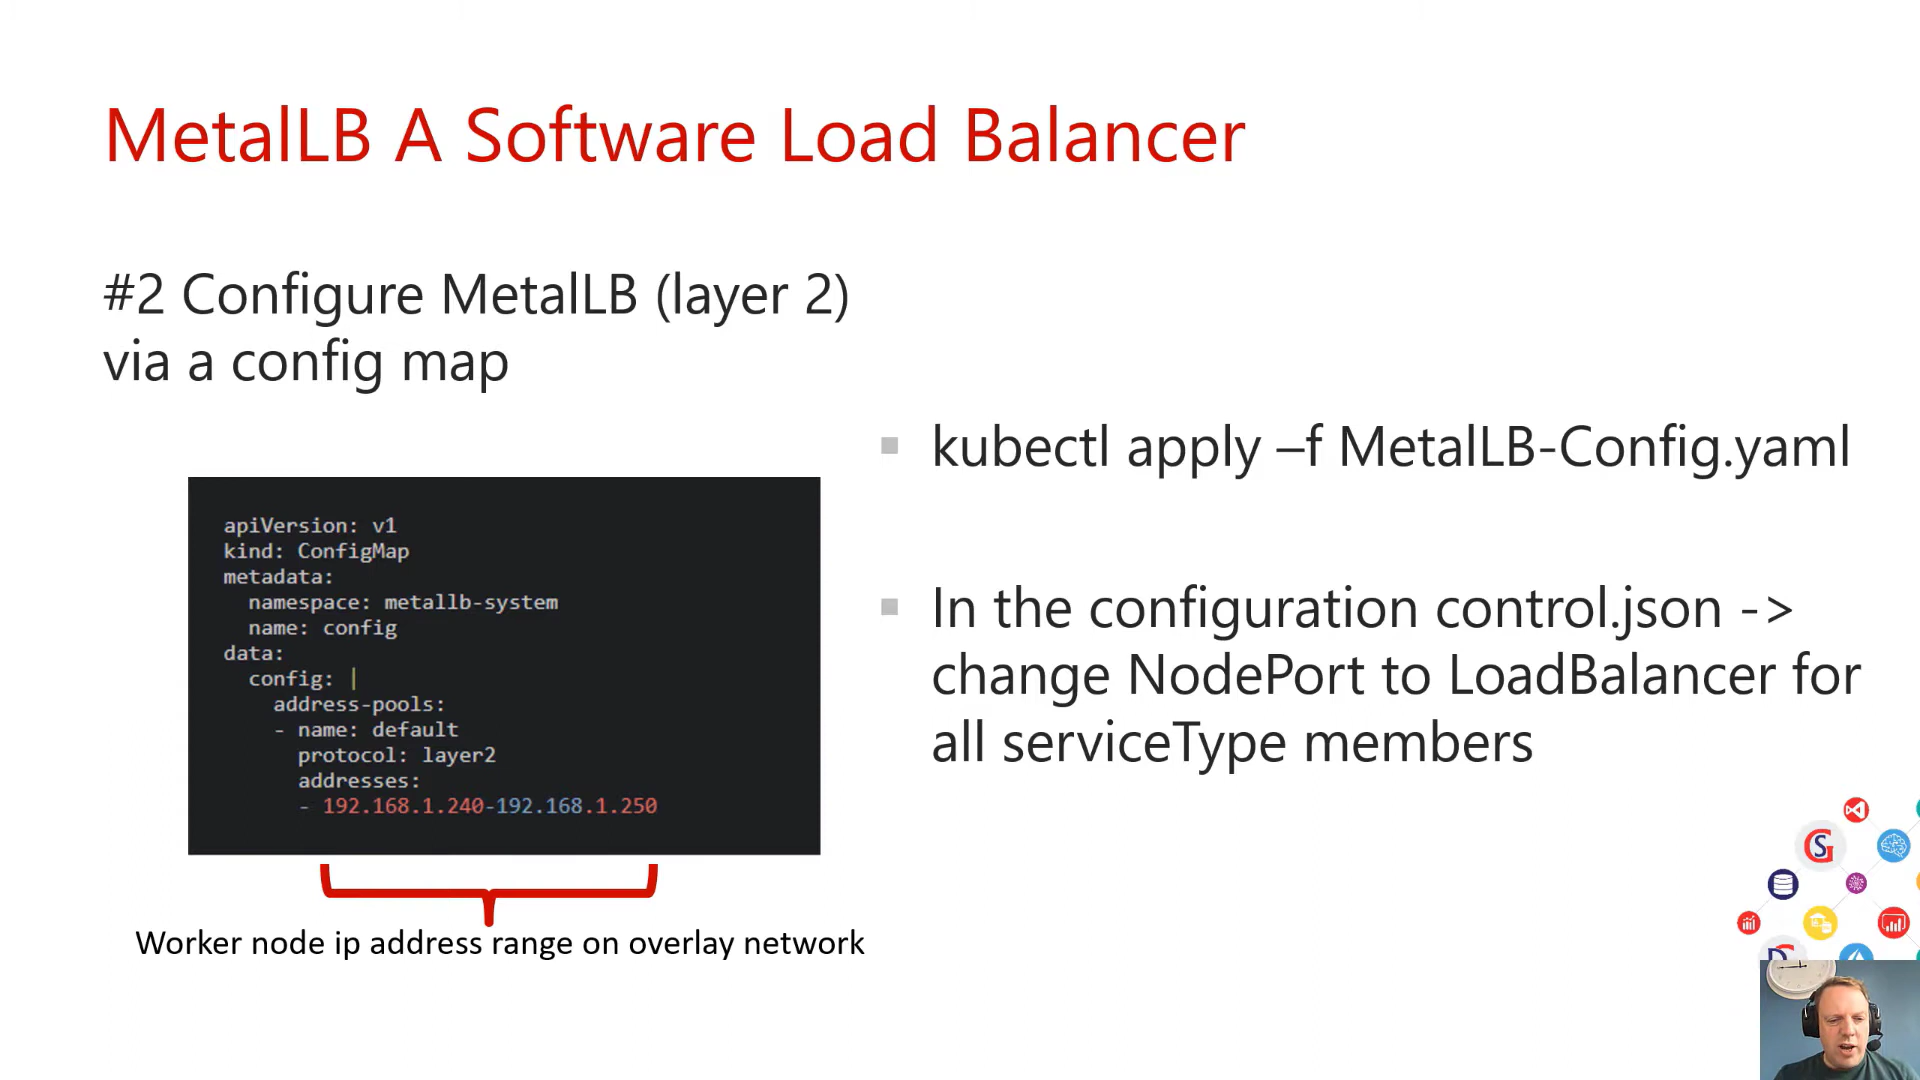 MetalLB A Software Load Balancer
#2 Configure MetalLB (layer 2)
via a config map
apiVersion: v1
kind: ConfigMap
metadata:
  namespace: metallb-system
  name: config
data:
  config: |
    address-pools:
    - name: default
      protocol: layer2
      addresses:
      - 192.168.1.240-192.168.1.250
Worker node ip address range on overlay network
kubectl apply –f MetalLB-Config.yaml
In the configuration control.json ->
change NodePort to LoadBalancer for
all serviceType members